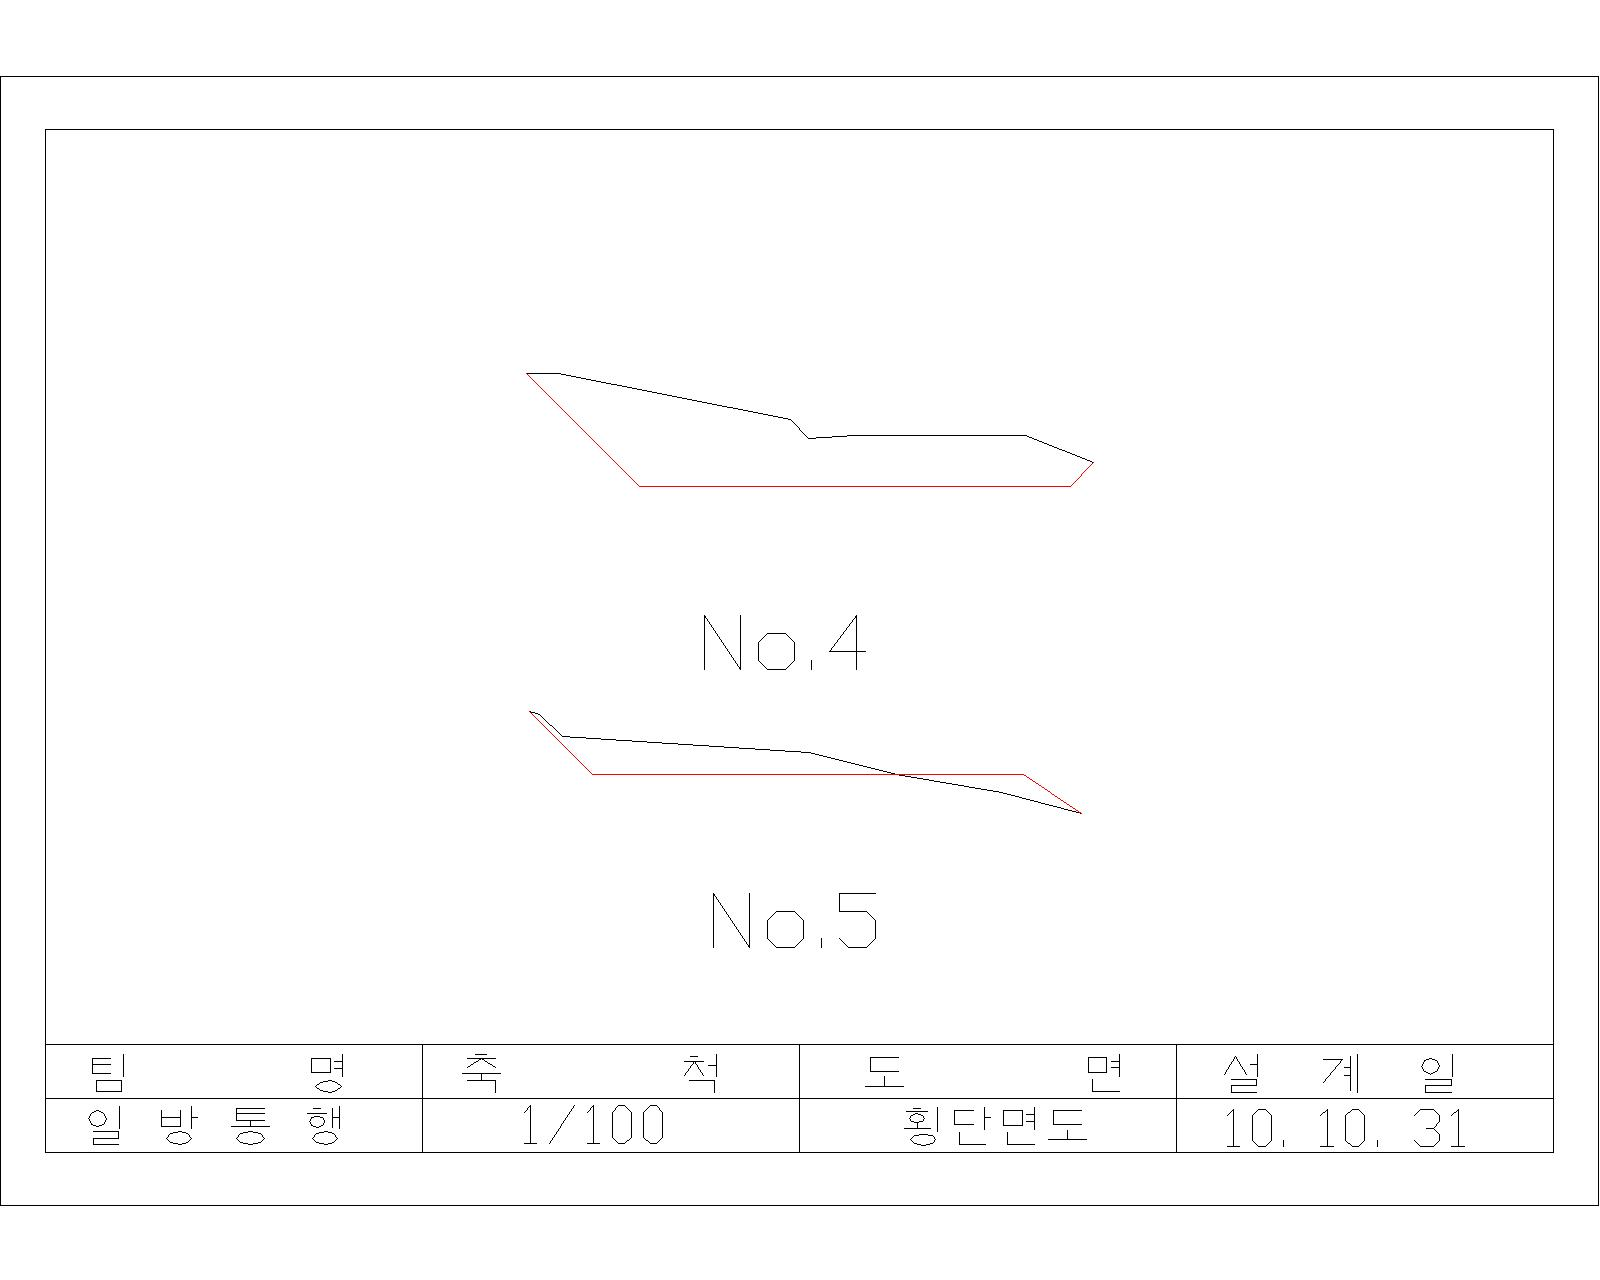 No.4
No.5
팀 명 축 척 도 면 설 계 일
일 방 통 행 1/100 횡단면도 10. 10. 31